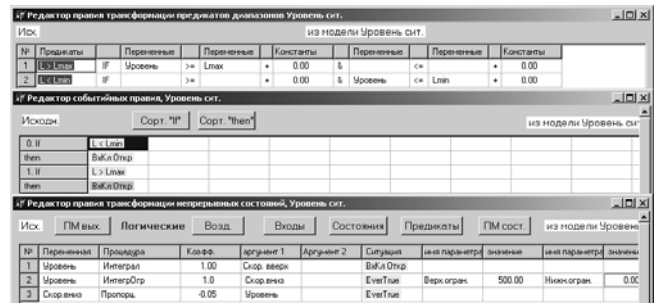 Редактор правил трансформации предикатов диапазонов Уровень сит.
Исх. из модели Уровень сит.
№ Предикаты Переменные Переменные Константы Переменные Переменные Константы
1 L > Lmax IF Уровень >= Lmax + 0.00 & <= + 0.00
2 L < Lmin IF >= + 0.00 & Уровень <= Lmin + 0.00
Редактор событийных правил, Уровень сит.
Исходн. Сорт. "If" Сорт. "then" из модели Уровень сит
0. If L < Lmin
then ВхКл Откр
1. If L > Lmax
then ВхКл Откр
Редактор правил трансформации непрерывных состояний, Уровень сит.
Исх. ПМ вых. Логические Возд. Входы Состояния Предикаты ПМ сост. из модели Уровень
№ Переменная Процедура Коэфф. аргумент 1 Аргумент 2 Ситуация имя параметра значение имя параметра значени
1 Уровень Интеграл 1.00 Скор. вверх ВхКл Откр
2 Уровень ИнтегрОгр 1.0 Скор.вниз EverTrue Верх.огран. 500.00 Нижн.огран. 0.00
3 Скор.вниз Пропорц. -0.05 Уровень EverTrue